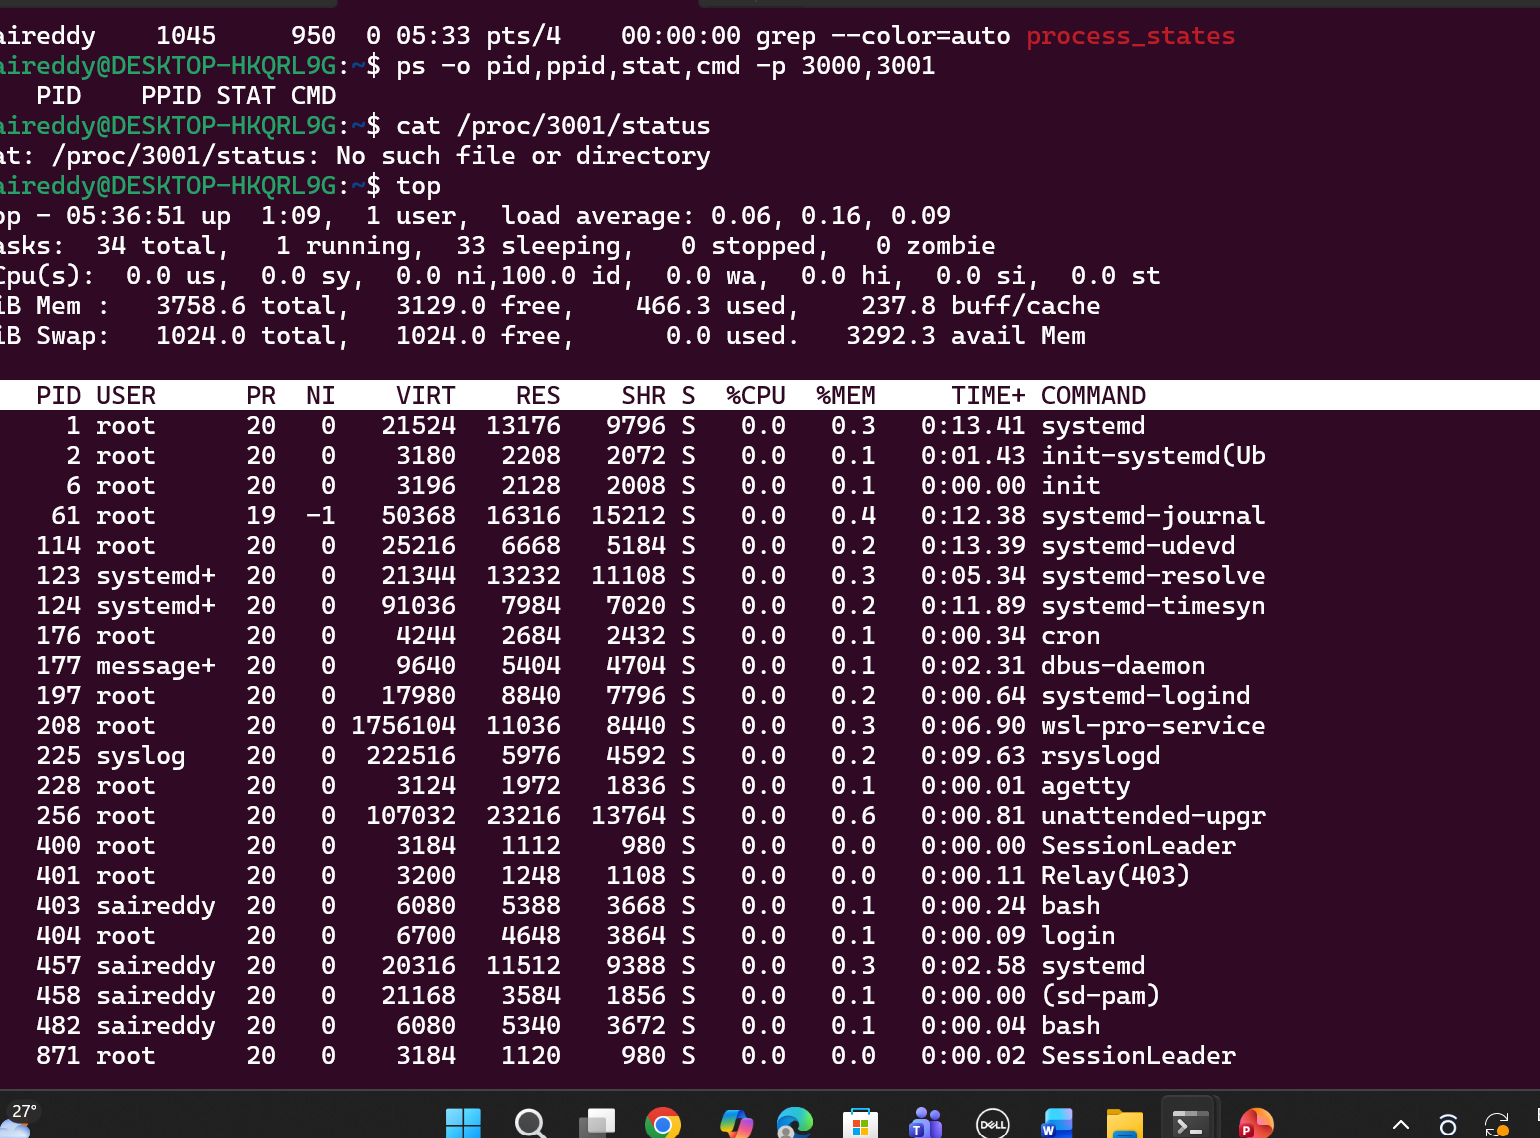 aireddy    1045     950  0 05:33 pts/4    00:00:00 grep --color=auto process_states
aireddy@DESKTOP-HKQRL9G:~$ ps -o pid,ppid,stat,cmd -p 3000,3001
PID    PPID STAT CMD
aireddy@DESKTOP-HKQRL9G:~$ cat /proc/3001/status
at: /proc/3001/status: No such file or directory
aireddy@DESKTOP-HKQRL9G:~$ top
op - 05:36:51 up  1:09,  1 user,  load average: 0.06, 0.16, 0.09
asks:  34 total,   1 running,  33 sleeping,   0 stopped,   0 zombie
Cpu(s):  0.0 us,  0.0 sy,  0.0 ni,100.0 id,  0.0 wa,  0.0 hi,  0.0 si,  0.0 st
iB Mem :   3758.6 total,   3129.0 free,    466.3 used,    237.8 buff/cache
iB Swap:   1024.0 total,   1024.0 free,      0.0 used.   3292.3 avail Mem
PID USER      PR  NI    VIRT    RES    SHR S  %CPU  %MEM     TIME+ COMMAND
1 root      20   0   21524  13176   9796 S   0.0   0.3   0:13.41 systemd
2 root      20   0    3180   2208   2072 S   0.0   0.1   0:01.43 init-systemd(Ub
6 root      20   0    3196   2128   2008 S   0.0   0.1   0:00.00 init
61 root      19  -1   50368  16316  15212 S   0.0   0.4   0:12.38 systemd-journal
114 root      20   0   25216   6668   5184 S   0.0   0.2   0:13.39 systemd-udevd
123 systemd+  20   0   21344  13232  11108 S   0.0   0.3   0:05.34 systemd-resolve
124 systemd+  20   0   91036   7984   7020 S   0.0   0.2   0:11.89 systemd-timesyn
176 root      20   0    4244   2684   2432 S   0.0   0.1   0:00.34 cron
177 message+  20   0    9640   5404   4704 S   0.0   0.1   0:02.31 dbus-daemon
197 root      20   0   17980   8840   7796 S   0.0   0.2   0:00.64 systemd-logind
208 root      20   0 1756104  11036   8440 S   0.0   0.3   0:06.90 wsl-pro-service
225 syslog    20   0  222516   5976   4592 S   0.0   0.2   0:09.63 rsyslogd
228 root      20   0    3124   1972   1836 S   0.0   0.1   0:00.01 agetty
256 root      20   0  107032  23216  13764 S   0.0   0.6   0:00.81 unattended-upgr
400 root      20   0    3184   1112    980 S   0.0   0.0   0:00.00 SessionLeader
401 root      20   0    3200   1248   1108 S   0.0   0.0   0:00.11 Relay(403)
403 saireddy  20   0    6080   5388   3668 S   0.0   0.1   0:00.24 bash
404 root      20   0    6700   4648   3864 S   0.0   0.1   0:00.09 login
457 saireddy  20   0   20316  11512   9388 S   0.0   0.3   0:02.58 systemd
458 saireddy  20   0   21168   3584   1856 S   0.0   0.1   0:00.00 (sd-pam)
482 saireddy  20   0    6080   5340   3672 S   0.0   0.1   0:00.04 bash
871 root      20   0    3184   1120    980 S   0.0   0.0   0:00.02 SessionLeader
27°
T
DELL
W
P